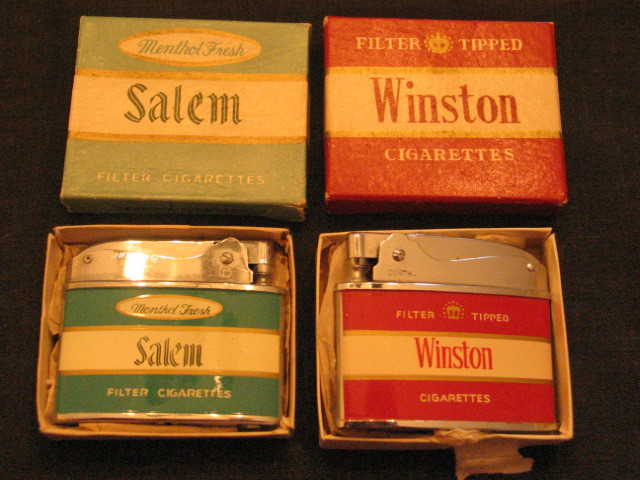 Menthol Fresh
Salem
FILTER CIGARETTES
FILTER TIPPED
Winston
CIGARETTES
Menthol Fresh
Salem
FILTER CIGARETTES
FILTER TIPPED
Winston
CIGARETTES